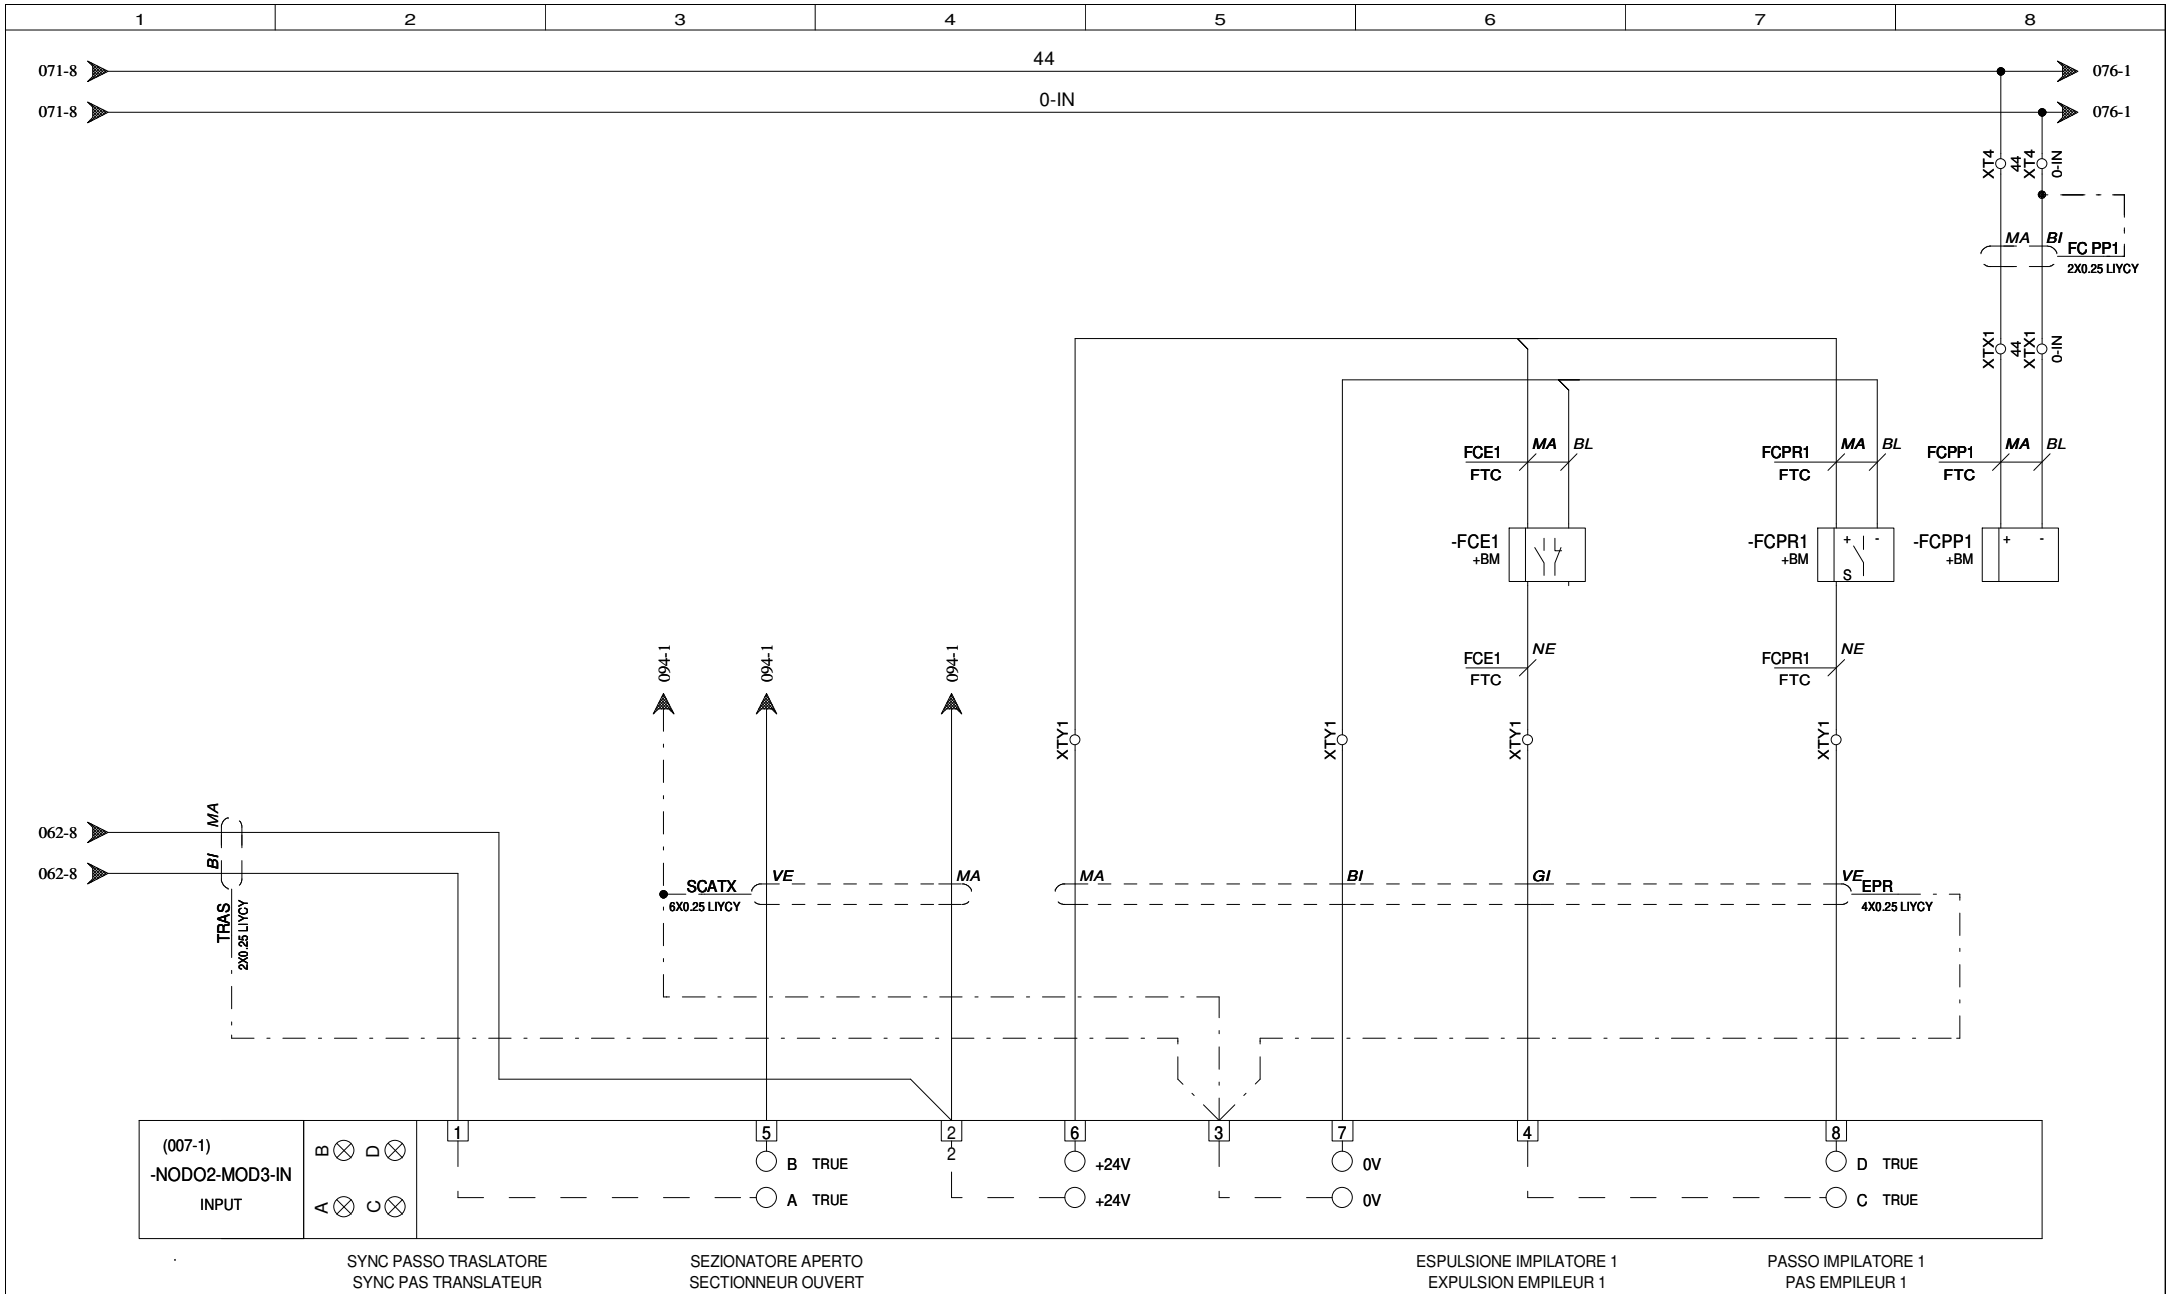 1 2 3 4 5 6 7 8
44
071-8 076-1
0-IN
071-8 076-1
XT4 44 XT4 0-IN
MA BI FC PP1
2X0.25 LIYCY
XTX1 44 XTX1 0-IN
FCE1 MA BL FCPR1 MA BL FCPP1 MA BL
FTC FTC FTC
-FCE1 -FCPR1 + - -FCPP1 + -
+BM +BM S +BM
094-1 094-1 094-1
FCE1 NE FCPR1 NE
FTC FTC
XTY1 XTY1 XTY1 XTY1
062-8 MA
062-8 BI
TRAS
2X0.25 LIYCY
SCATX VE MA MA BI GI VE EPR
6X0.25 LIYCY 4X0.25 LIYCY
1 5 2 6 3 7 4 8
2
(007-1)
-NODO2-MOD3-IN
INPUT
B D
A C
B TRUE +24V 0V D TRUE
A TRUE +24V 0V C TRUE
SYNC PASSO TRASLATORE SEZIONATORE APERTO ESPULSIONE IMPILATORE 1 PASSO IMPILATORE 1
SYNC PAS TRANSLATEUR SECTIONNEUR OUVERT EXPULSION EMPILEUR 1 PAS EMPILEUR 1